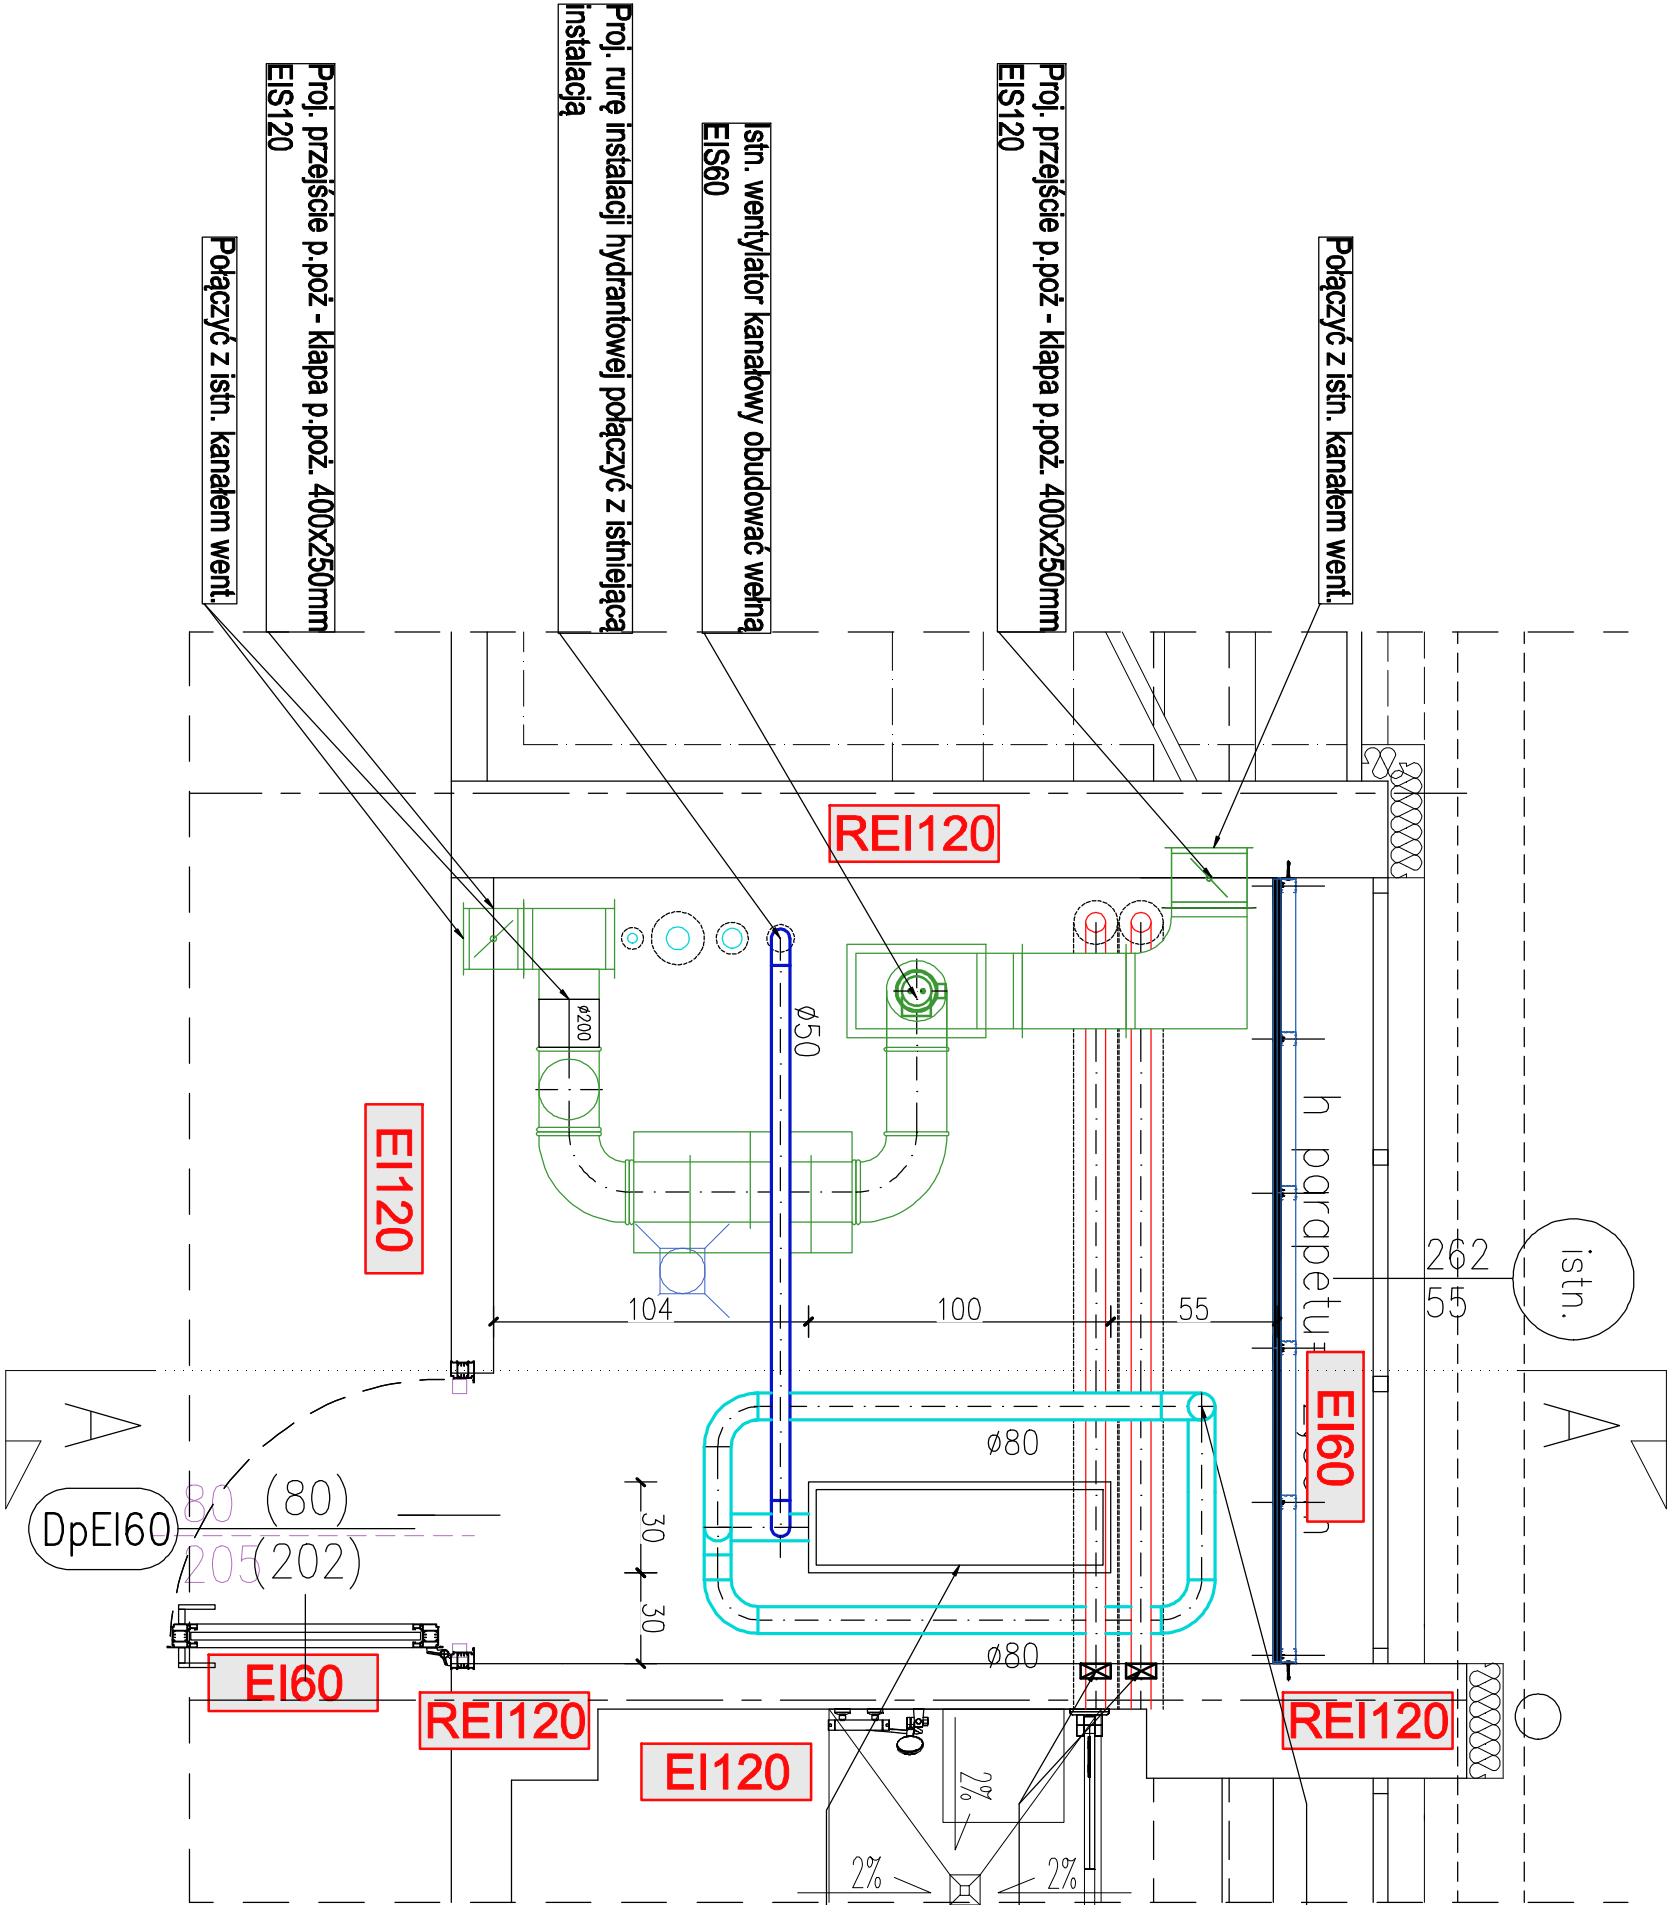 Połączyć z istn. kanałem went.
Proj. przejście p.poż - klapa p.poż. 400x250mm
EIS120
Istn. wentylator kanałowy obudować wełną
EIS60
Proj. rurę instalacji hydrantowej połączyć z istniejącą
instalacją
Proj. przejście p.poż - klapa p.poż. 400x250mm
EIS120
Połączyć z istn. kanałem went.
REI120
ø200
ø50
EI120
h parapetu
262
55
istn.
104
100
55
EI60
A
A
ø80
80
(80)
DpEI60
205
(202)
30
30
ø80
EI60
REI120
REI120
EI120
2%
2%
2%